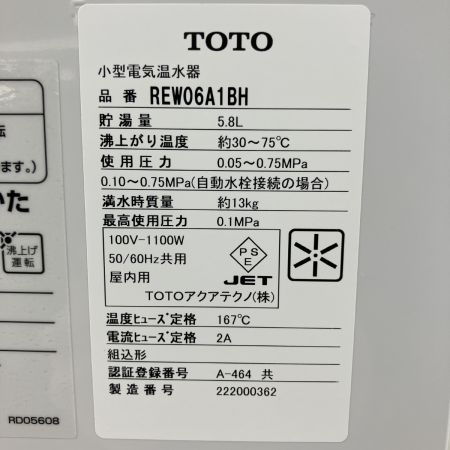 TOTO
小型電気温水器
品番 REW06A1BH
貯湯量 5.8L
沸上がり温度 約30～75℃
使用圧力 0.05～0.75MPa
0.10～0.75MPa(自動水栓接続の場合)
満水時質量 約13kg
最高使用圧力 0.1MPa
100V-1100W
50/60Hz共用
屋内用
PSE
JET
TOTOアクアテクノ(株)
温度ヒューズ定格 167℃
電流ヒューズ定格 2A
組込形
認証登録番号 A-464 共
製造番号 222000362
運転
ます。)
かた
沸上げ
運転
RD05608